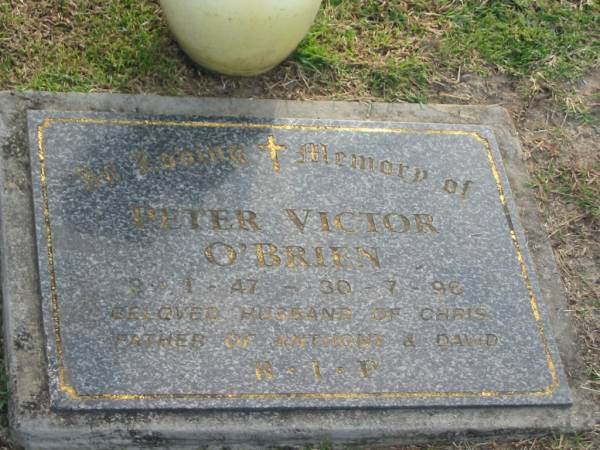 In Loving Memory of
PETER VICTOR
O'BRIEN
9 - 1 - 47 - 30 - 7 - 96
BELOVED HUSBAND OF CHRIS
FATHER OF ANTHONY & DAVID
R · I · P